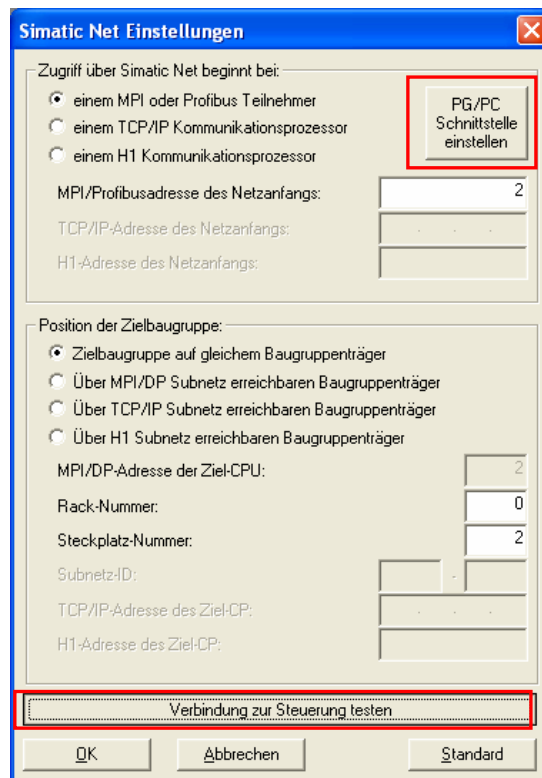 Simatic Net Einstellungen
Zugriff über Simatic Net beginnt bei:
einem MPI oder Profibus Teilnehmer
einem TCP/IP Kommunikationsprozessor
einem H1 Kommunikationsprozessor
PG/PC
Schnittstelle
einstellen
MPI/Profibusadresse des Netzanfangs: 2
TCP/IP-Adresse des Netzanfangs: . . .
H1-Adresse des Netzanfangs:
Position der Zielbaugruppe:
Zielbaugruppe auf gleichem Baugruppenträger
Über MPI/DP Subnetz erreichbaren Baugruppenträger
Über TCP/IP Subnetz erreichbaren Baugruppenträger
Über H1 Subnetz erreichbaren Baugruppenträger
MPI/DP-Adresse der Ziel-CPU: 2
Rack-Nummer: 0
Steckplatz-Nummer: 2
Subnetz-ID: -
TCP/IP-Adresse des Ziel-CP: . . .
H1-Adresse des Ziel-CP:
Verbindung zur Steuerung testen
OK Abbrechen Standard